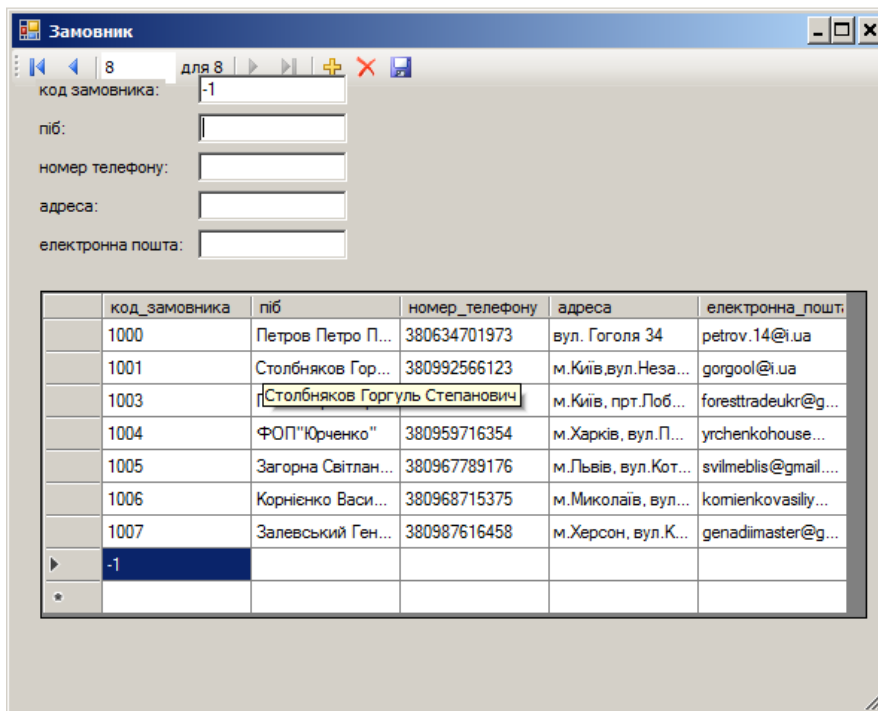 Замовник
8 для 8
код замовника: -1
піб:
номер телефону:
адреса:
електронна пошта:
код_замовника піб номер_телефону адреса електронна_пошта
1000 Петров Петро П... 380634701973 вул. Гоголя 34 petrov.14@i.ua
1001 Столбняков Гор... 380992566123 м.Київ,вул.Неза... gorgool@i.ua
1003 м.Київ, прт.Лоб... foresttradeukr@g...
Столбняков Горгуль Степанович
1004 ФОП"Юрченко" 380959716354 м.Харків, вул.П... yrchenkohouse...
1005 Загорна Світлан... 380967789176 м.Львів, вул.Кот... svilmeblis@gmail....
1006 Корнієнко Васи... 380968715375 м.Миколаїв, вул... kornienkovasiliy...
1007 Залевський Ген... 380987616458 м.Херсон, вул.К... genadiimaster@g...
-1